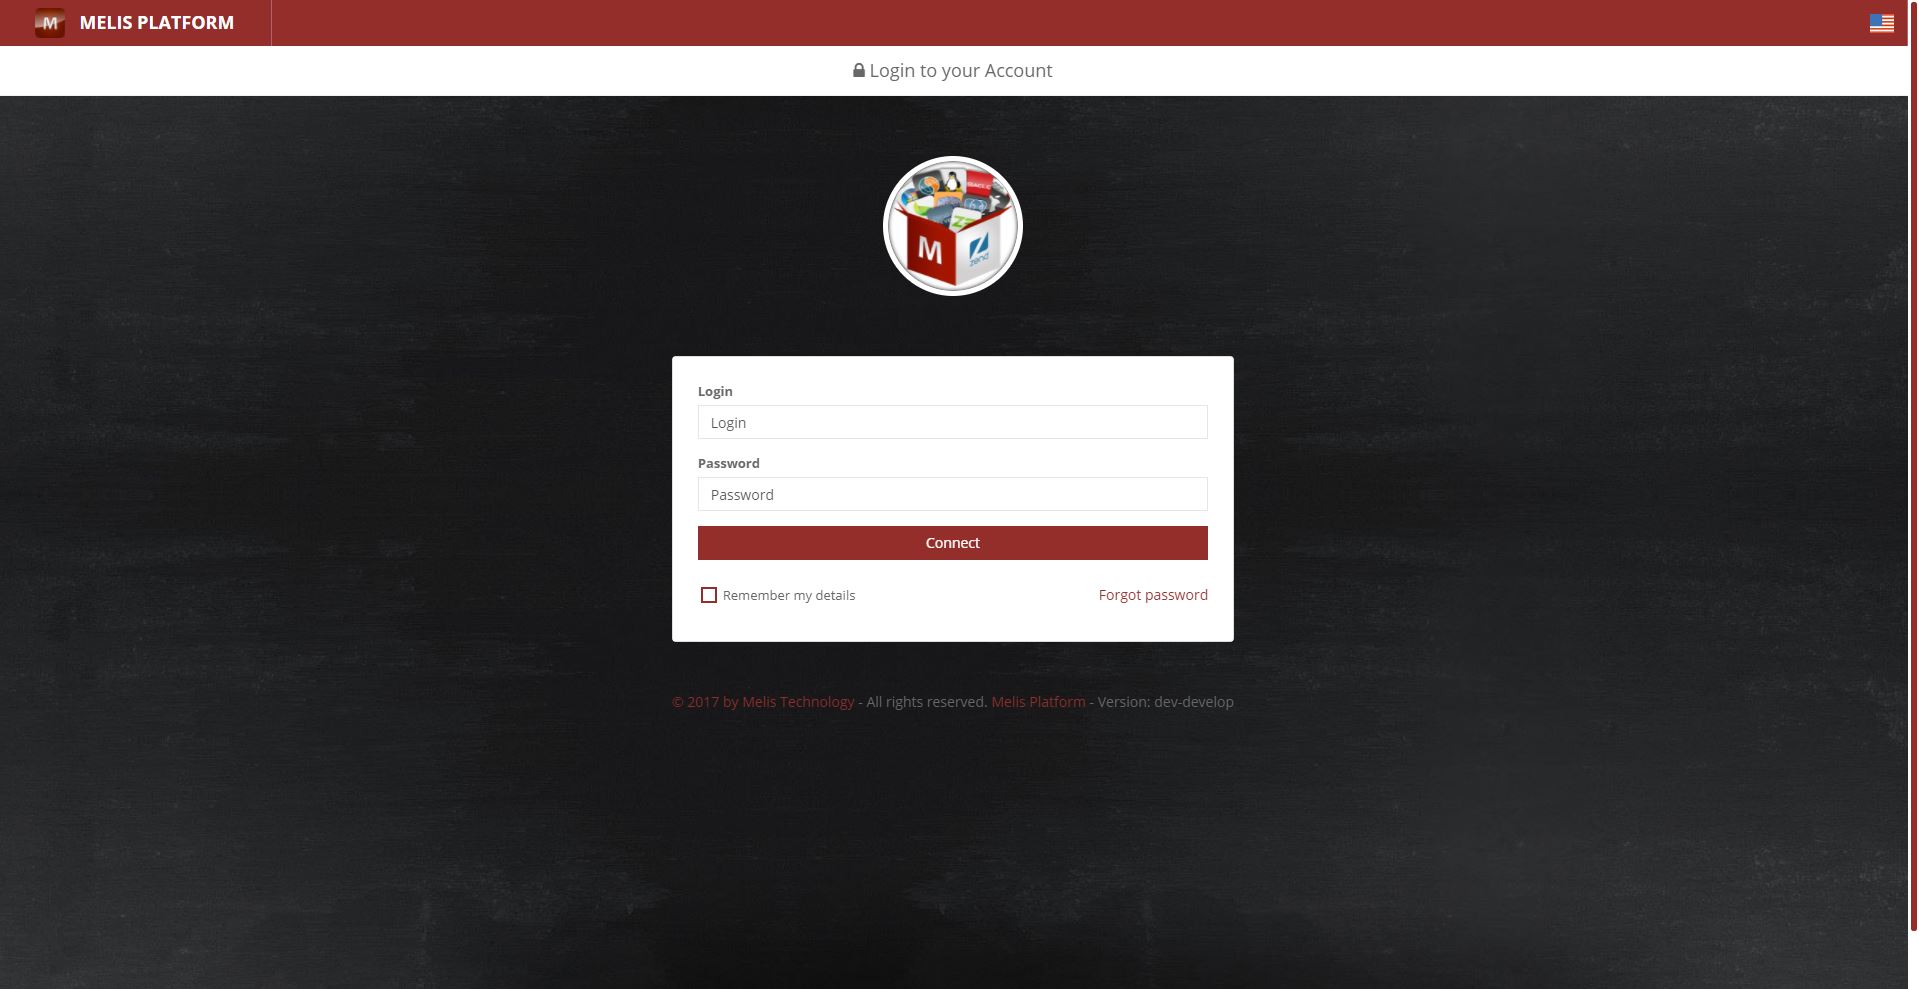 M MELIS PLATFORM
Login to your Account
M zend
Login
Login
Password
Password
Connect
Remember my details Forgot password
© 2017 by Melis Technology - All rights reserved. Melis Platform - Version: dev-develop